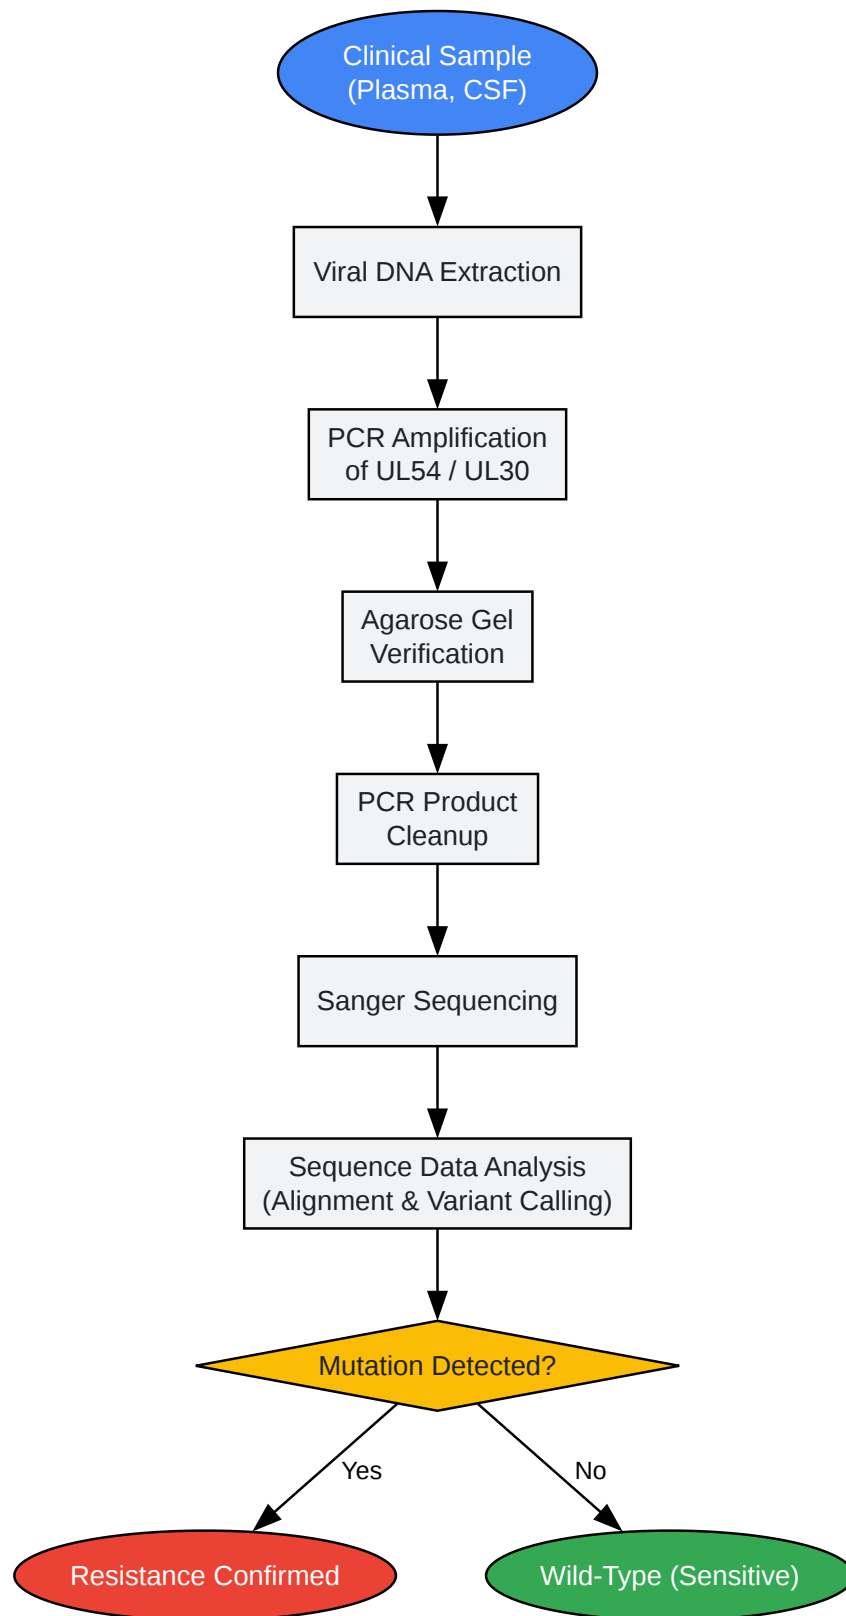 Clinical Sample
(Plasma, CSF)
Viral DNA Extraction
PCR Amplification
of UL54 / UL30
Agarose Gel
Verification
PCR Product
Cleanup
Sanger Sequencing
Sequence Data Analysis
(Alignment & Variant Calling)
Mutation Detected?
Yes
No
Resistance Confirmed
Wild-Type (Sensitive)